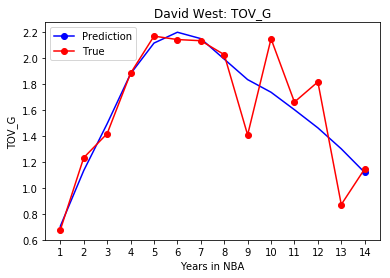 David West: TOV_G
Prediction
True
TOV_G
2.2
2.0
1.8
1.6
1.4
1.2
1.0
0.8
0.6
1 2 3 4 5 6 7 8 9 10 11 12 13 14
Years in NBA